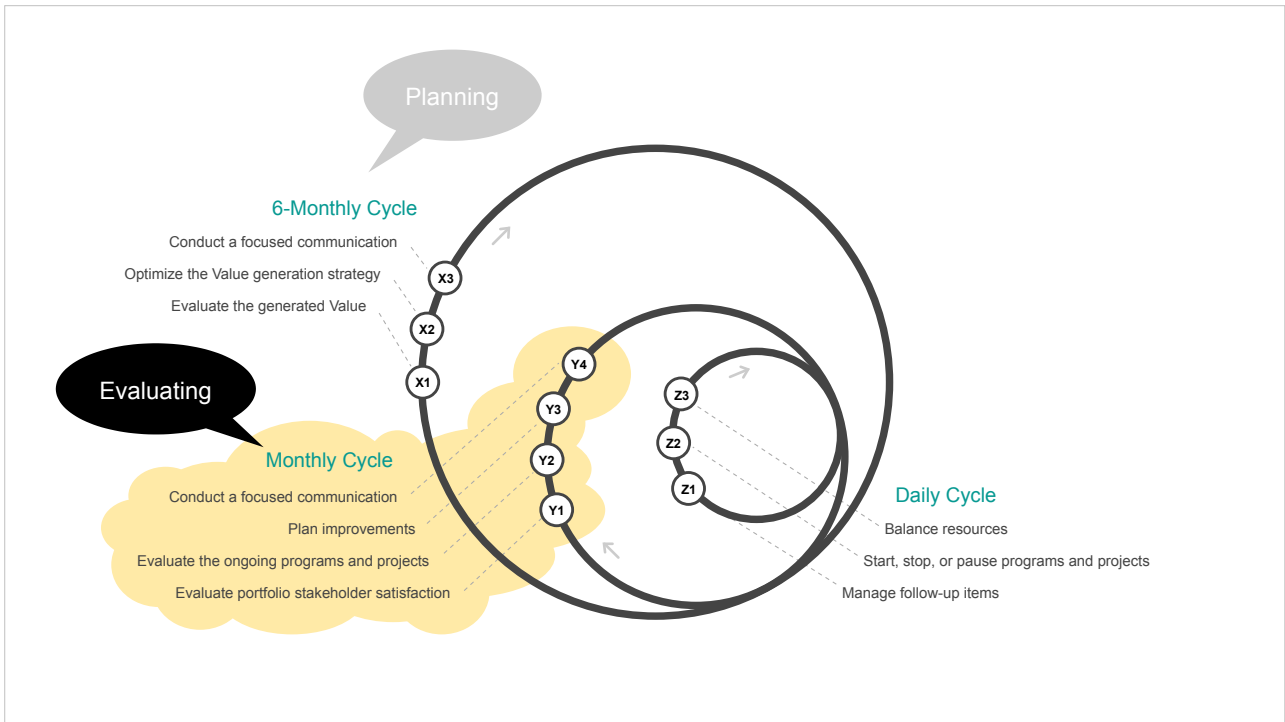 Planning
6-Monthly Cycle
Conduct a focused communication
Optimize the Value generation strategy
Evaluate the generated Value
X3
X2
X1
Evaluating
Monthly Cycle
Conduct a focused communication
Plan improvements
Evaluate the ongoing programs and projects
Evaluate portfolio stakeholder satisfaction
Y4
Y3
Y2
Y1
Z3
Z2
Z1
Daily Cycle
Balance resources
Start, stop, or pause programs and projects
Manage follow-up items